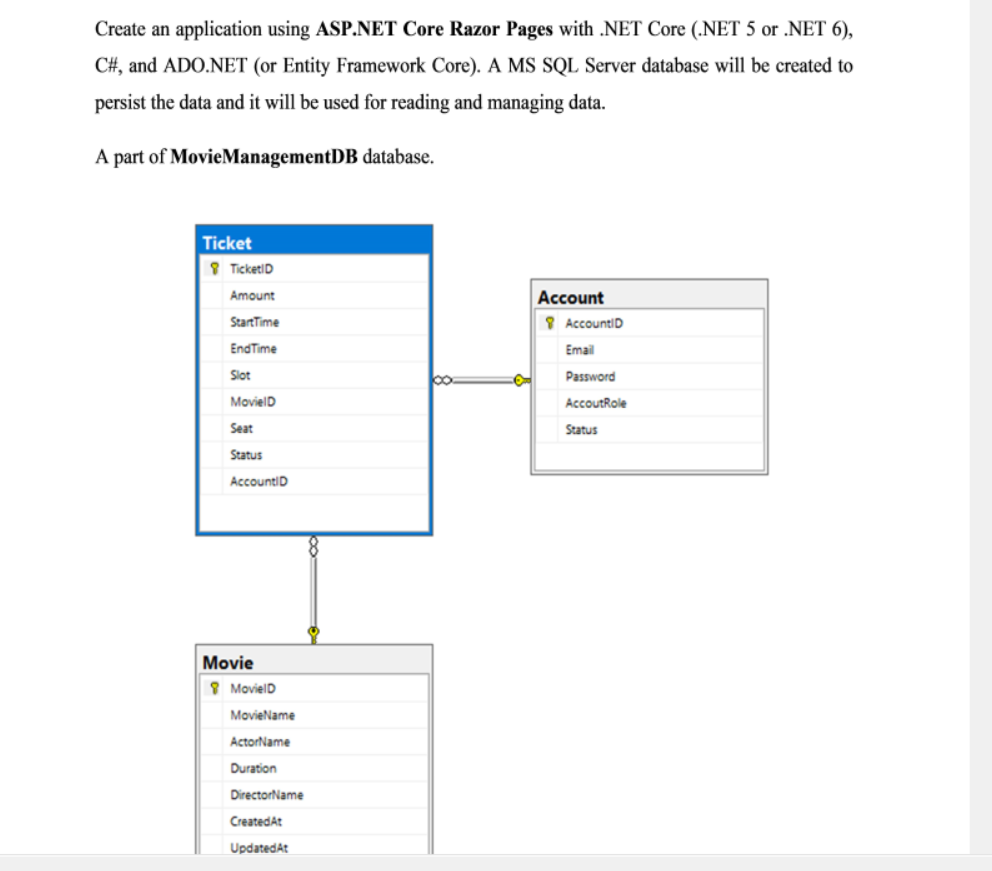 Create an application using ASP.NET Core Razor Pages with .NET Core (.NET 5 or .NET 6),
C#, and ADO.NET (or Entity Framework Core). A MS SQL Server database will be created to
persist the data and it will be used for reading and managing data.
A part of MovieManagementDB database.
Ticket
TicketID
Amount
StartTime
EndTime
Slot
MovieID
Seat
Status
AccountID
Account
AccountID
Email
Password
AccoutRole
Status
Movie
MovieID
MovieName
ActorName
Duration
DirectorName
CreatedAt
UpdatedAt